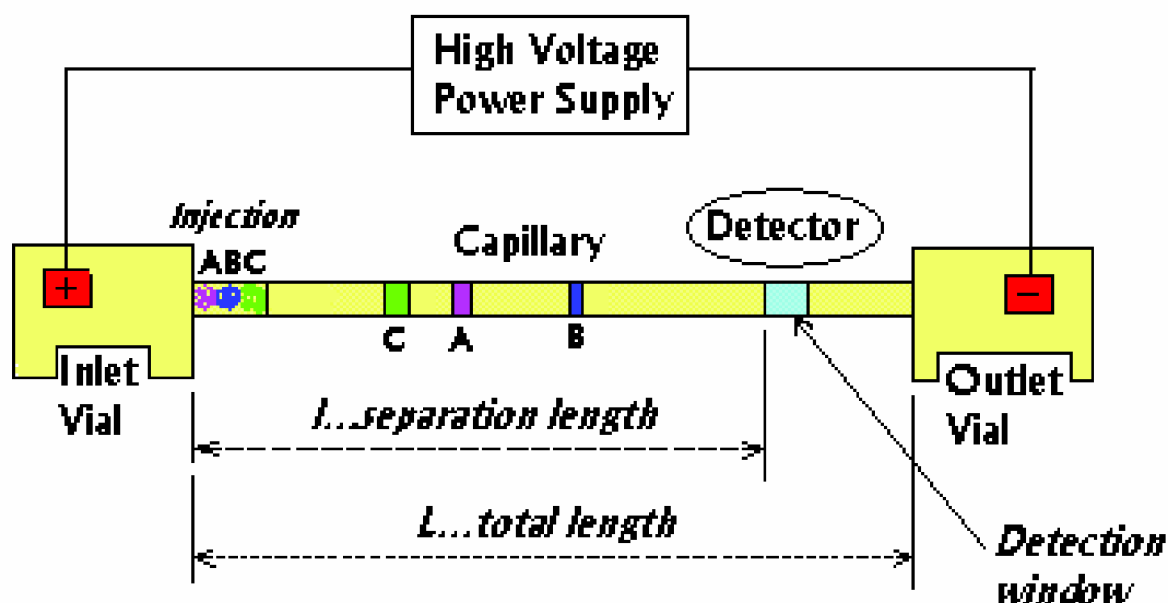 High Voltage
Power Supply
Injection
ABC
Capillary
Detector
+
−
C A B
Inlet
Vial
Outlet
Vial
l...separation length
L...total length
Detection
window